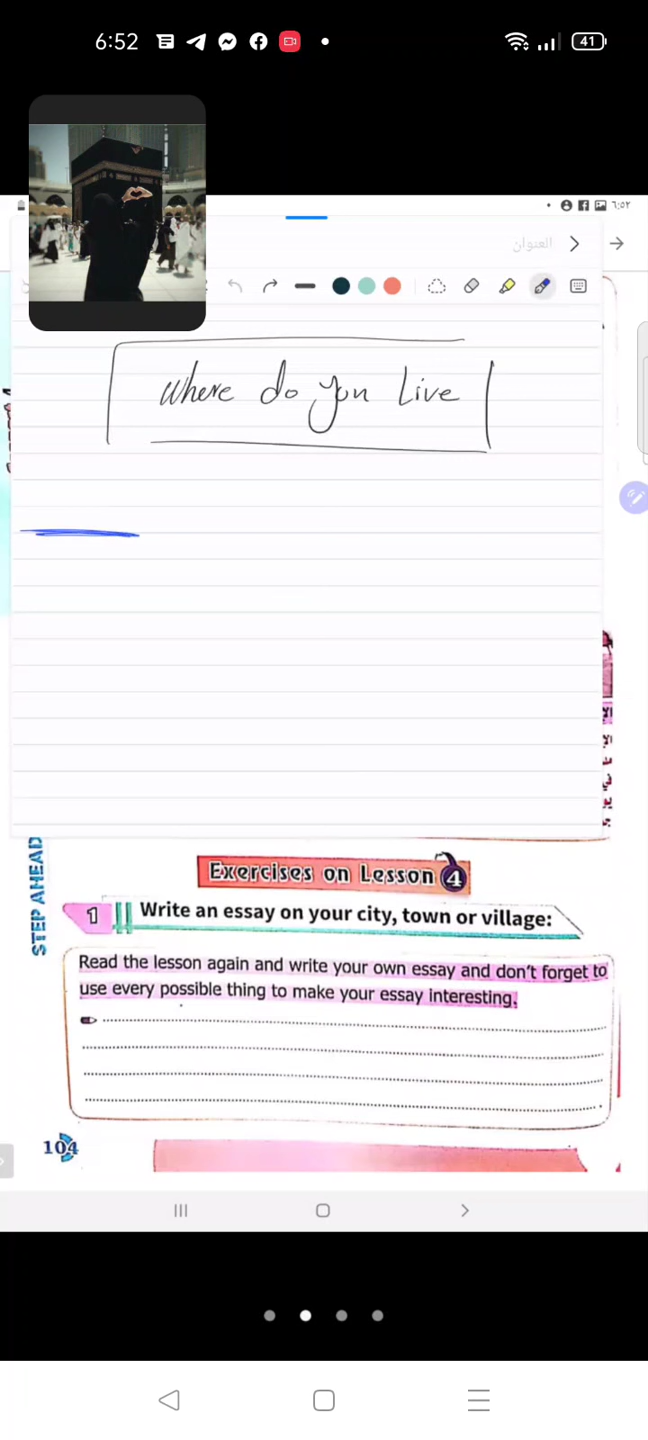 6:52
41
٦:٥٢
العنوان
Where do you Live
STEP AHEAD
Exercises on Lesson 4
1 Write an essay on your city, town or village:
Read the lesson again and write your own essay and don't forget to
use every possible thing to make your essay interesting.
104